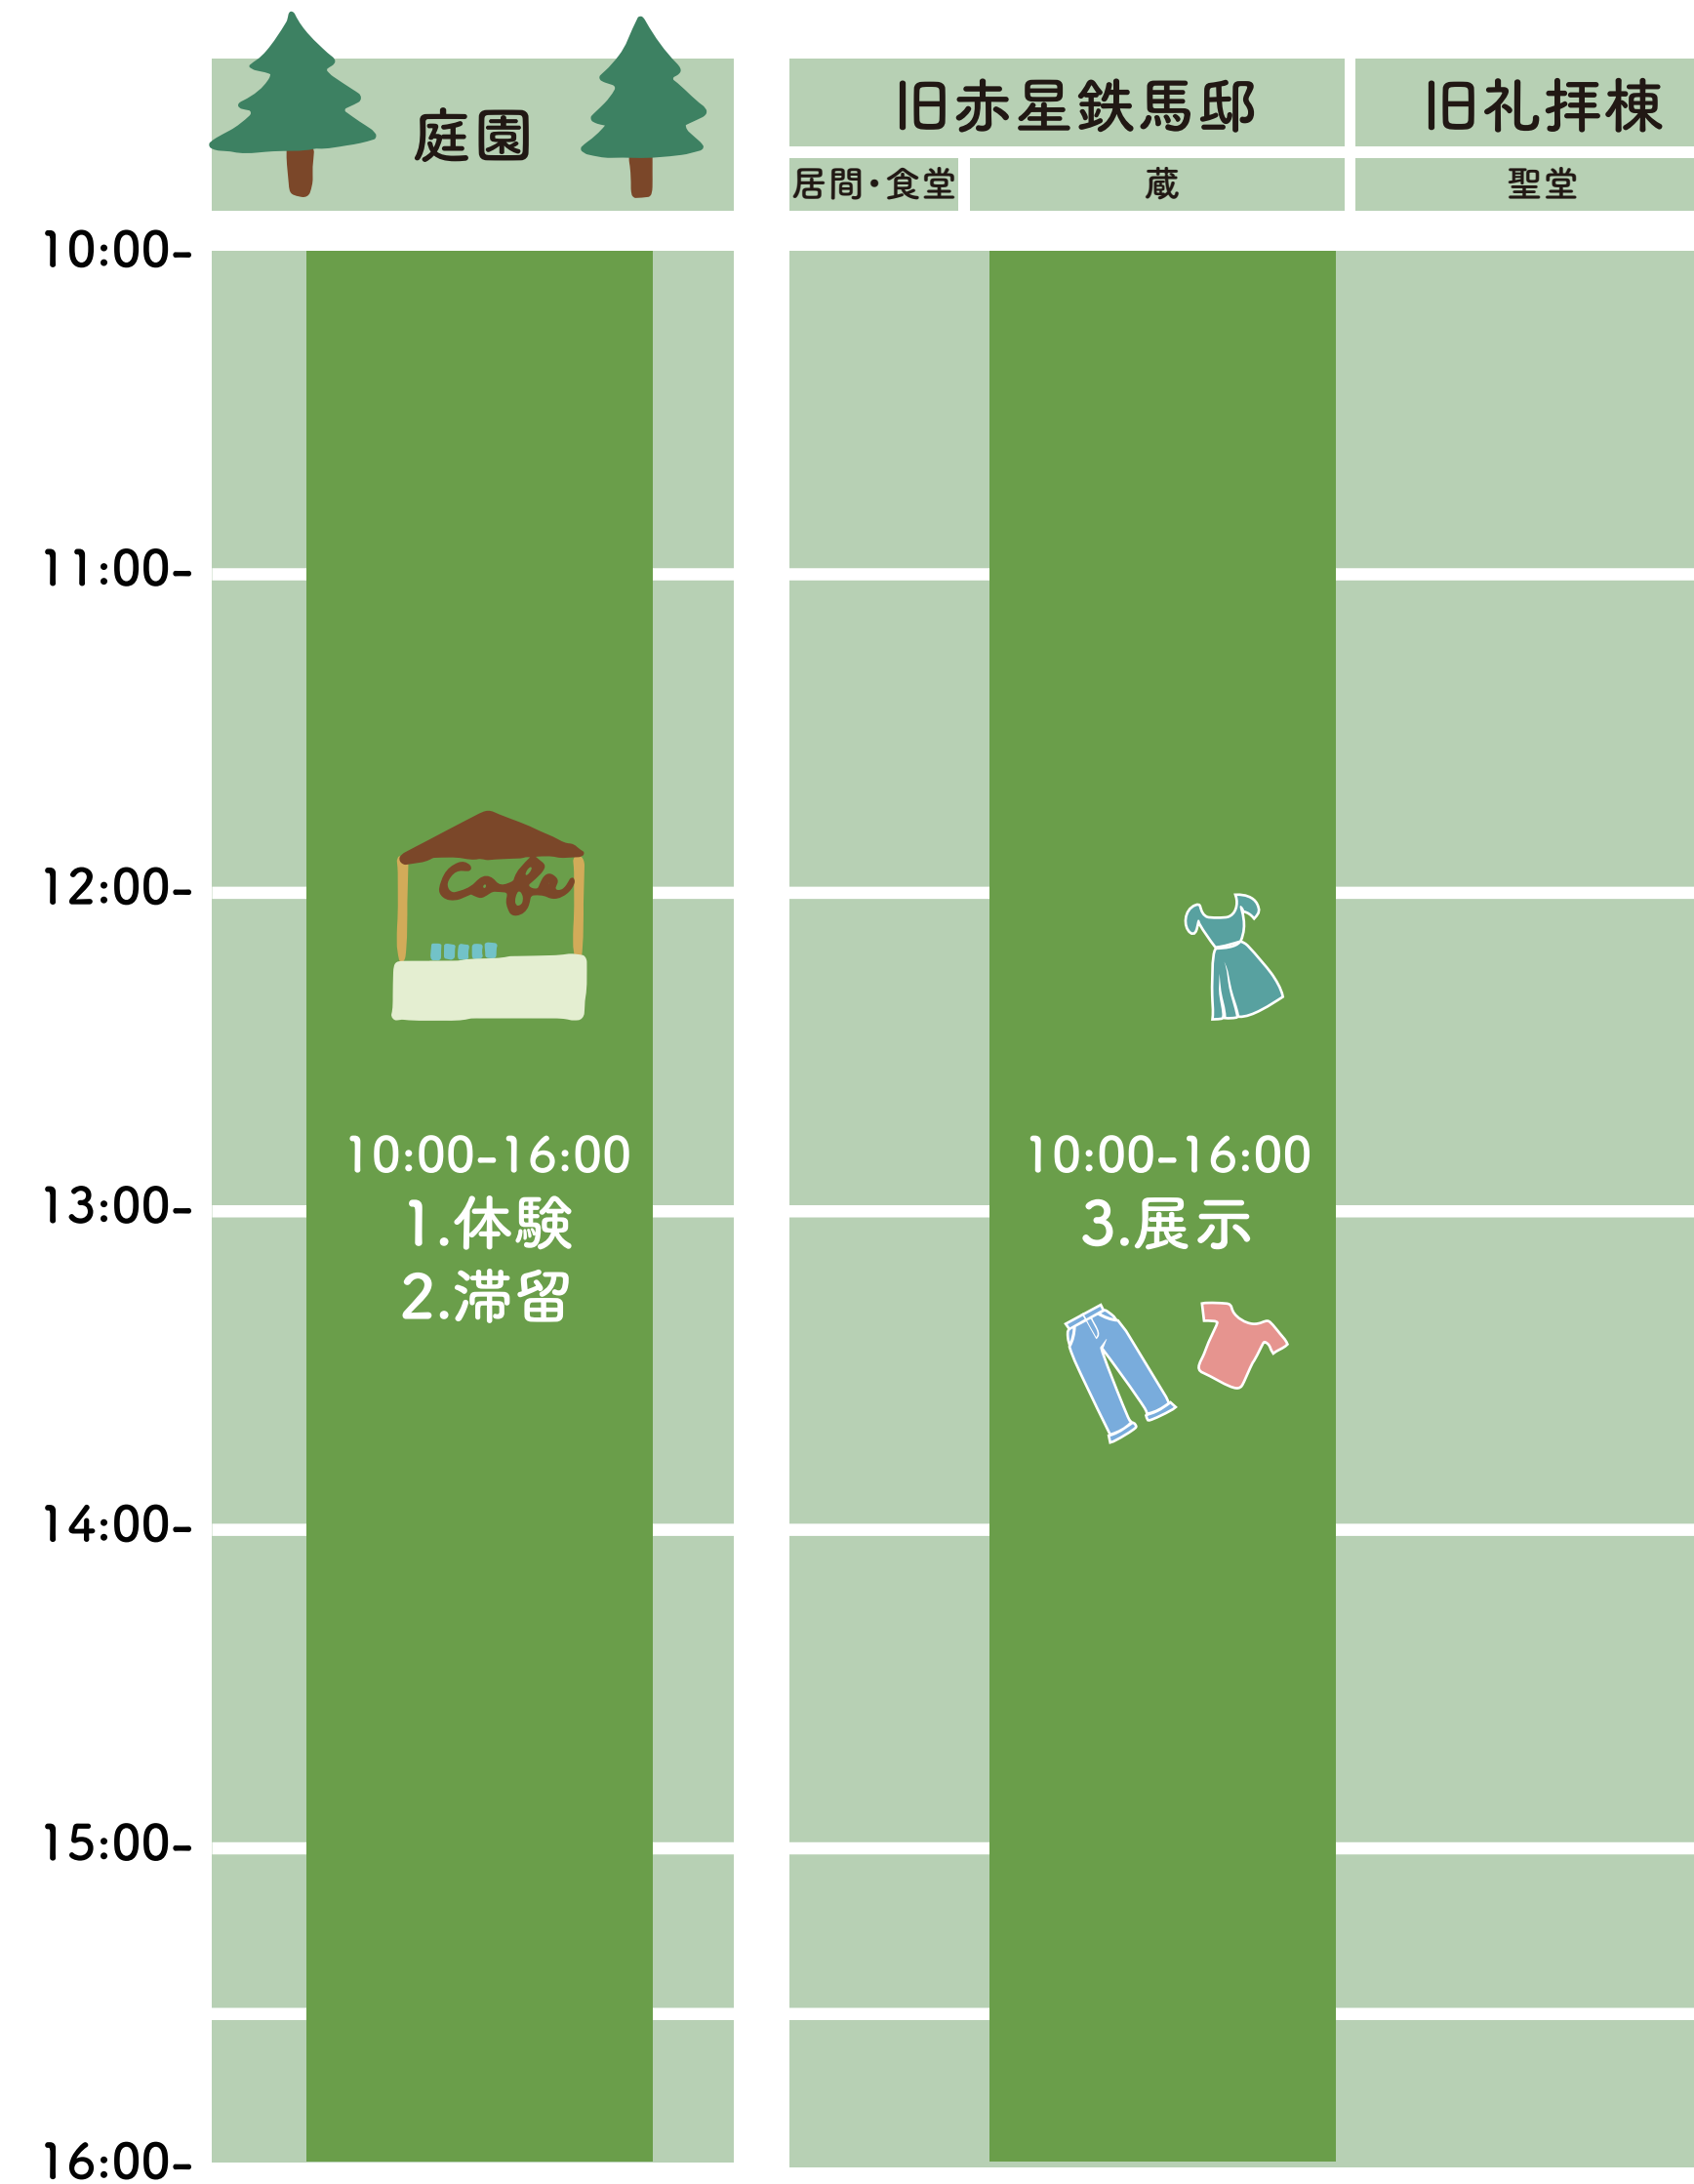 庭園
旧赤星鉄馬邸
旧礼拝棟
居間・食堂
蔵
聖堂
10:00-
11:00-
12:00-
cafe
10:00-16:00
1.体験
2.滞留
10:00-16:00
3.展示
13:00-
14:00-
15:00-
16:00-